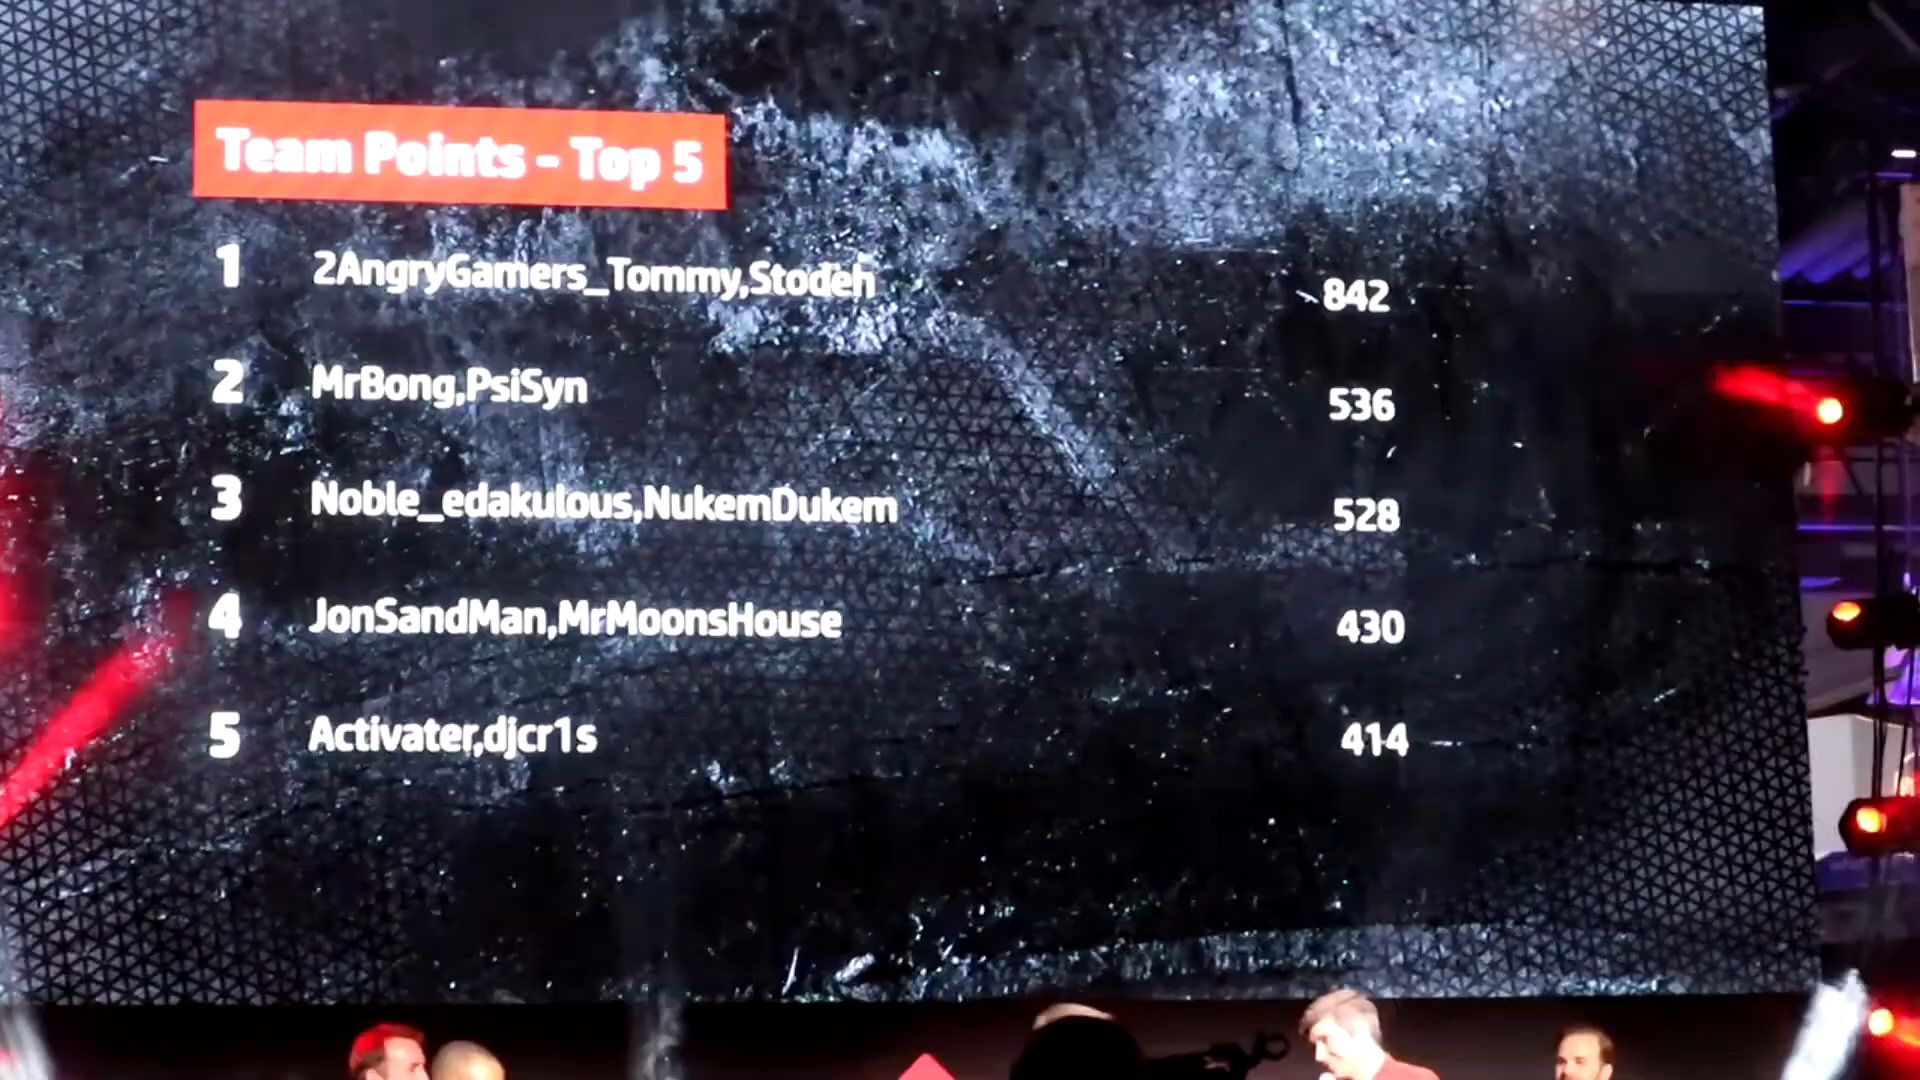 Team Points - Top 5
1 2AngryGamers_Tommy,Stodeh 842
2 MrBong,PsiSyn 536
3 Noble_edakulous,NukemDukem 528
4 JonSandMan,MrMoonsHouse 430
5 Activater,djcr1s 414